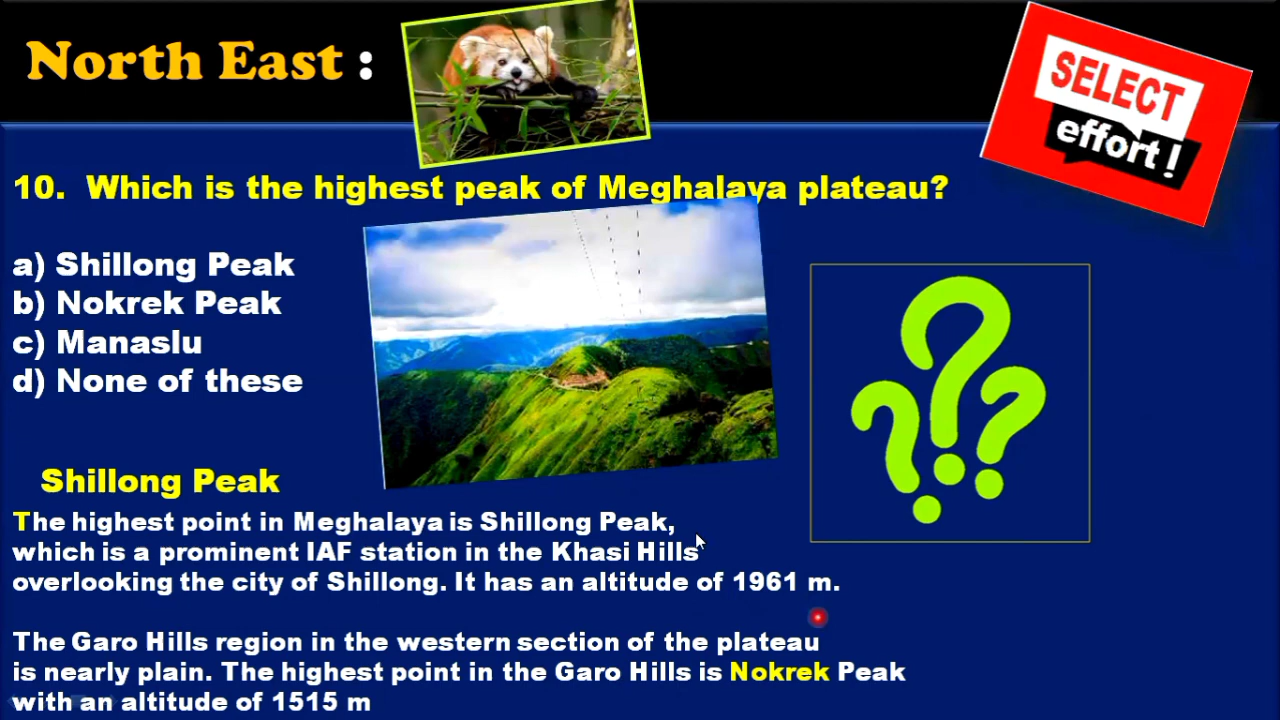 North East :
SELECT
effort !
10. Which is the highest peak of Meghalaya plateau?
a) Shillong Peak
b) Nokrek Peak
c) Manaslu
d) None of these
Shillong Peak
The highest point in Meghalaya is Shillong Peak,
which is a prominent IAF station in the Khasi Hills
overlooking the city of Shillong. It has an altitude of 1961 m.
The Garo Hills region in the western section of the plateau
is nearly plain. The highest point in the Garo Hills is Nokrek Peak
with an altitude of 1515 m